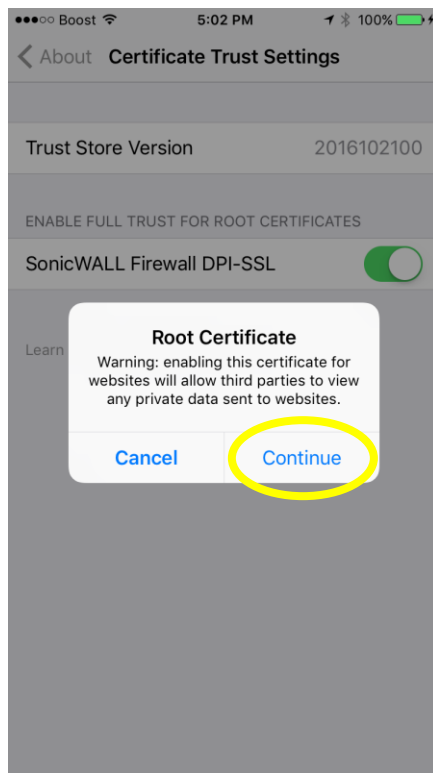 Boost 5:02 PM 100%
About Certificate Trust Settings
Trust Store Version 2016102100
ENABLE FULL TRUST FOR ROOT CERTIFICATES
SonicWALL Firewall DPI-SSL
Learn
Root Certificate
Warning: enabling this certificate for
websites will allow third parties to view
any private data sent to websites.
Cancel Continue